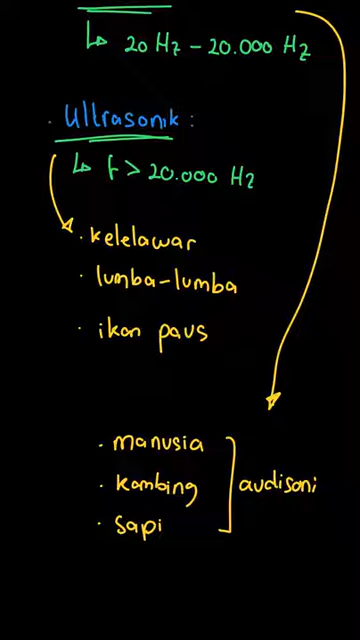 ↳ 20 Hz - 20.000 Hz
· Ultrasonik :
↳ f > 20.000 Hz
· kelelawar
· lumba-lumba
· ikan paus
· manusia
· kambing
· sapi
audisoni